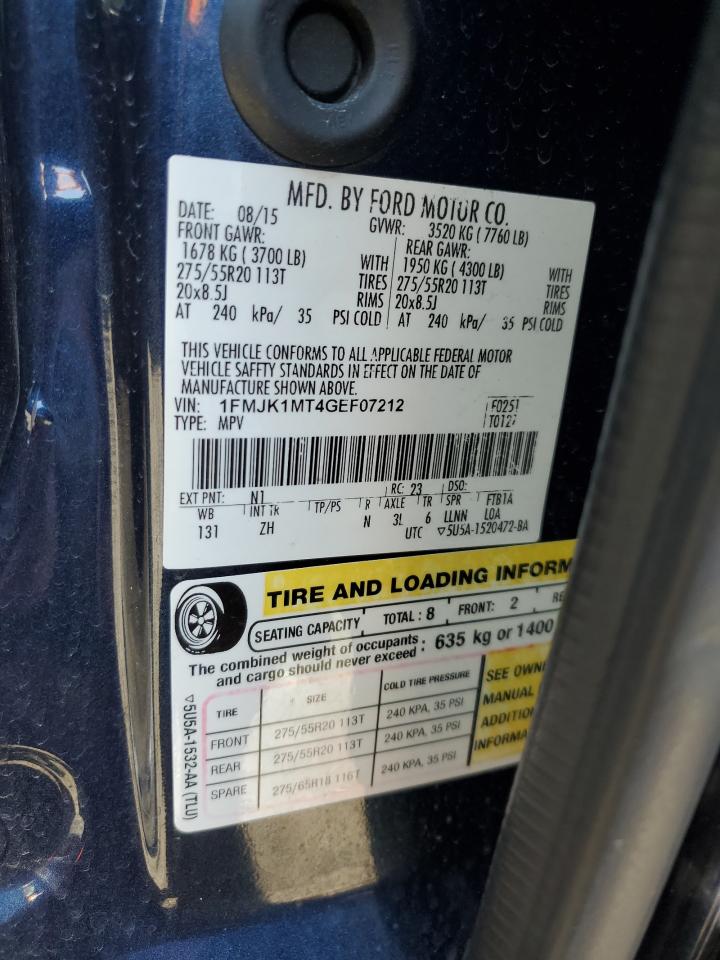 MFD. BY FORD MOTOR CO.
DATE: 08/15 GVWR: 3520 KG ( 7760 LB)
FRONT GAWR: REAR GAWR:
1678 KG ( 3700 LB) WITH 1950 KG ( 4300 LB) WITH
275/55R20 113T TIRES 275/55R20 113T TIRES
20x8.5J RIMS 20x8.5J RIMS
AT 240 kPa/ 35 PSI COLD AT 240 kPa/ 35 PSI COLD
THIS VEHICLE CONFORMS TO ALL APPLICABLE FEDERAL MOTOR
VEHICLE SAFTY STANDARDS IN EFFECT ON THE DATE OF
MANUFACTURE SHOWN ABOVE.
VIN: 1FMJK1MT4GEF07212 F0251
TYPE: MPV T0127
EXT PNT: N1 RC: 23 DSO:
WB INT TR TP/PS R AXLE TR SPR FTB1A
131 ZH N 3L 6 LLNN LOA
UTC ▽5U5A-1520472-BA
TIRE AND LOADING INFORM
SEATING CAPACITY TOTAL : 8 FRONT: 2 RE
The combined weight of occupants : 635 kg or 1400
and cargo should never exceed
TIRE SIZE COLD TIRE PRESSURE
FRONT 275/55R20 113T 240 KPA, 35 PSI
REAR 275/55R20 113T 240 KPA, 35 PSI
SPARE 275/65R18 116T 240 KPA, 35 PSI
SEE OWN
MANUAL
ADDITIO
INFORMA
▽5U5A-1532-AA (TLU)